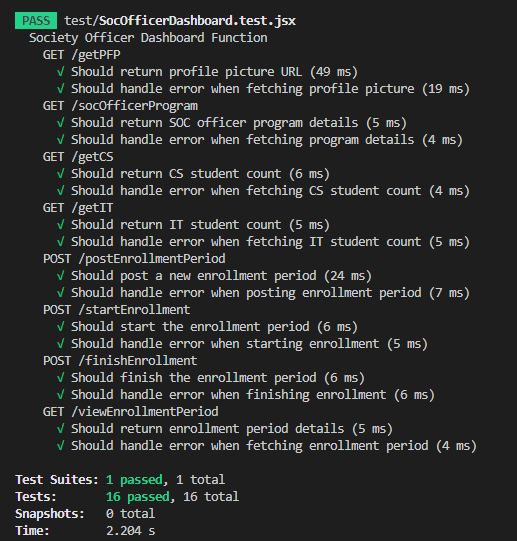 PASS test/SocOfficerDashboard.test.jsx
Society Officer Dashboard Function
GET /getPFP
√ Should return profile picture URL (49 ms)
√ Should handle error when fetching profile picture (19 ms)
GET /socOfficerProgram
√ Should return SOC officer program details (5 ms)
√ Should handle error when fetching program details (4 ms)
GET /getCS
√ Should return CS student count (6 ms)
√ Should handle error when fetching CS student count (4 ms)
GET /getIT
√ Should return IT student count (5 ms)
√ Should handle error when fetching IT student count (5 ms)
POST /postEnrollmentPeriod
√ Should post a new enrollment period (24 ms)
√ Should handle error when posting enrollment period (7 ms)
POST /startEnrollment
√ Should start the enrollment period (6 ms)
√ Should handle error when starting enrollment (5 ms)
POST /finishEnrollment
√ Should finish the enrollment period (6 ms)
√ Should handle error when finishing enrollment (6 ms)
GET /viewEnrollmentPeriod
√ Should return enrollment period details (5 ms)
√ Should handle error when fetching enrollment period (4 ms)
Test Suites: 1 passed, 1 total
Tests: 16 passed, 16 total
Snapshots: 0 total
Time: 2.204 s